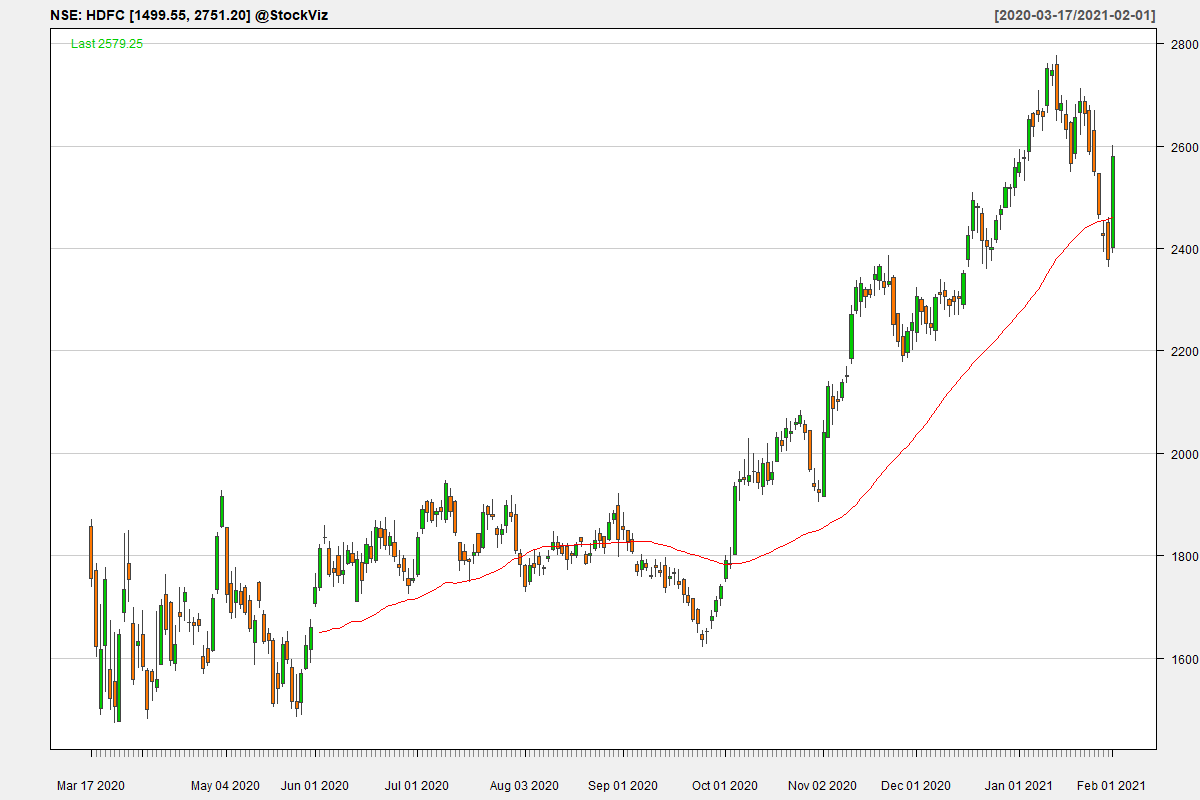 NSE: HDFC [1499.55, 2751.20] @StockViz
[2020-03-17/2021-02-01]
Last 2579.25
2800
2600
2400
2200
2000
1800
1600
Mar 17 2020
May 04 2020
Jun 01 2020
Jul 01 2020
Aug 03 2020
Sep 01 2020
Oct 01 2020
Nov 02 2020
Dec 01 2020
Jan 01 2021
Feb 01 2021